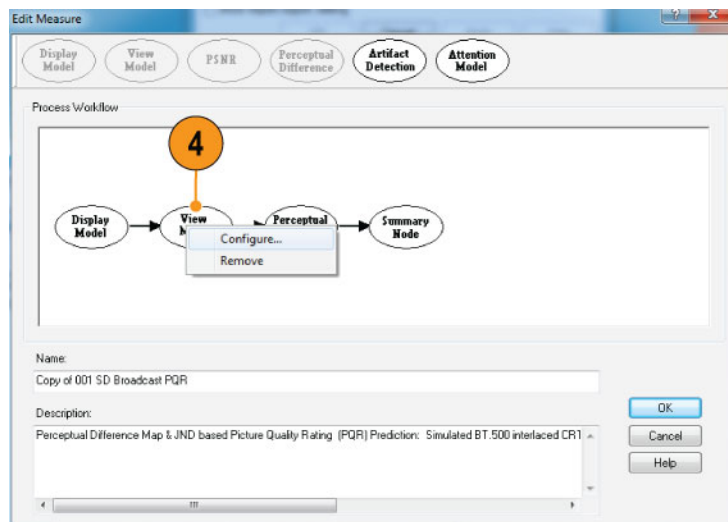 Edit Measure
?
Display Model
View Model
PSNR
Perceptual Difference
Artifact Detection
Attention Model
Process Workflow
4
Display Model
View
Perceptual
Summary Node
Configure...
Remove
Name:
Copy of 001 SD Broadcast PQR
Description:
Perceptual Difference Map & JND based Picture Quality Rating (PQR) Prediction: Simulated BT.500 interlaced CRT
OK
Cancel
Help